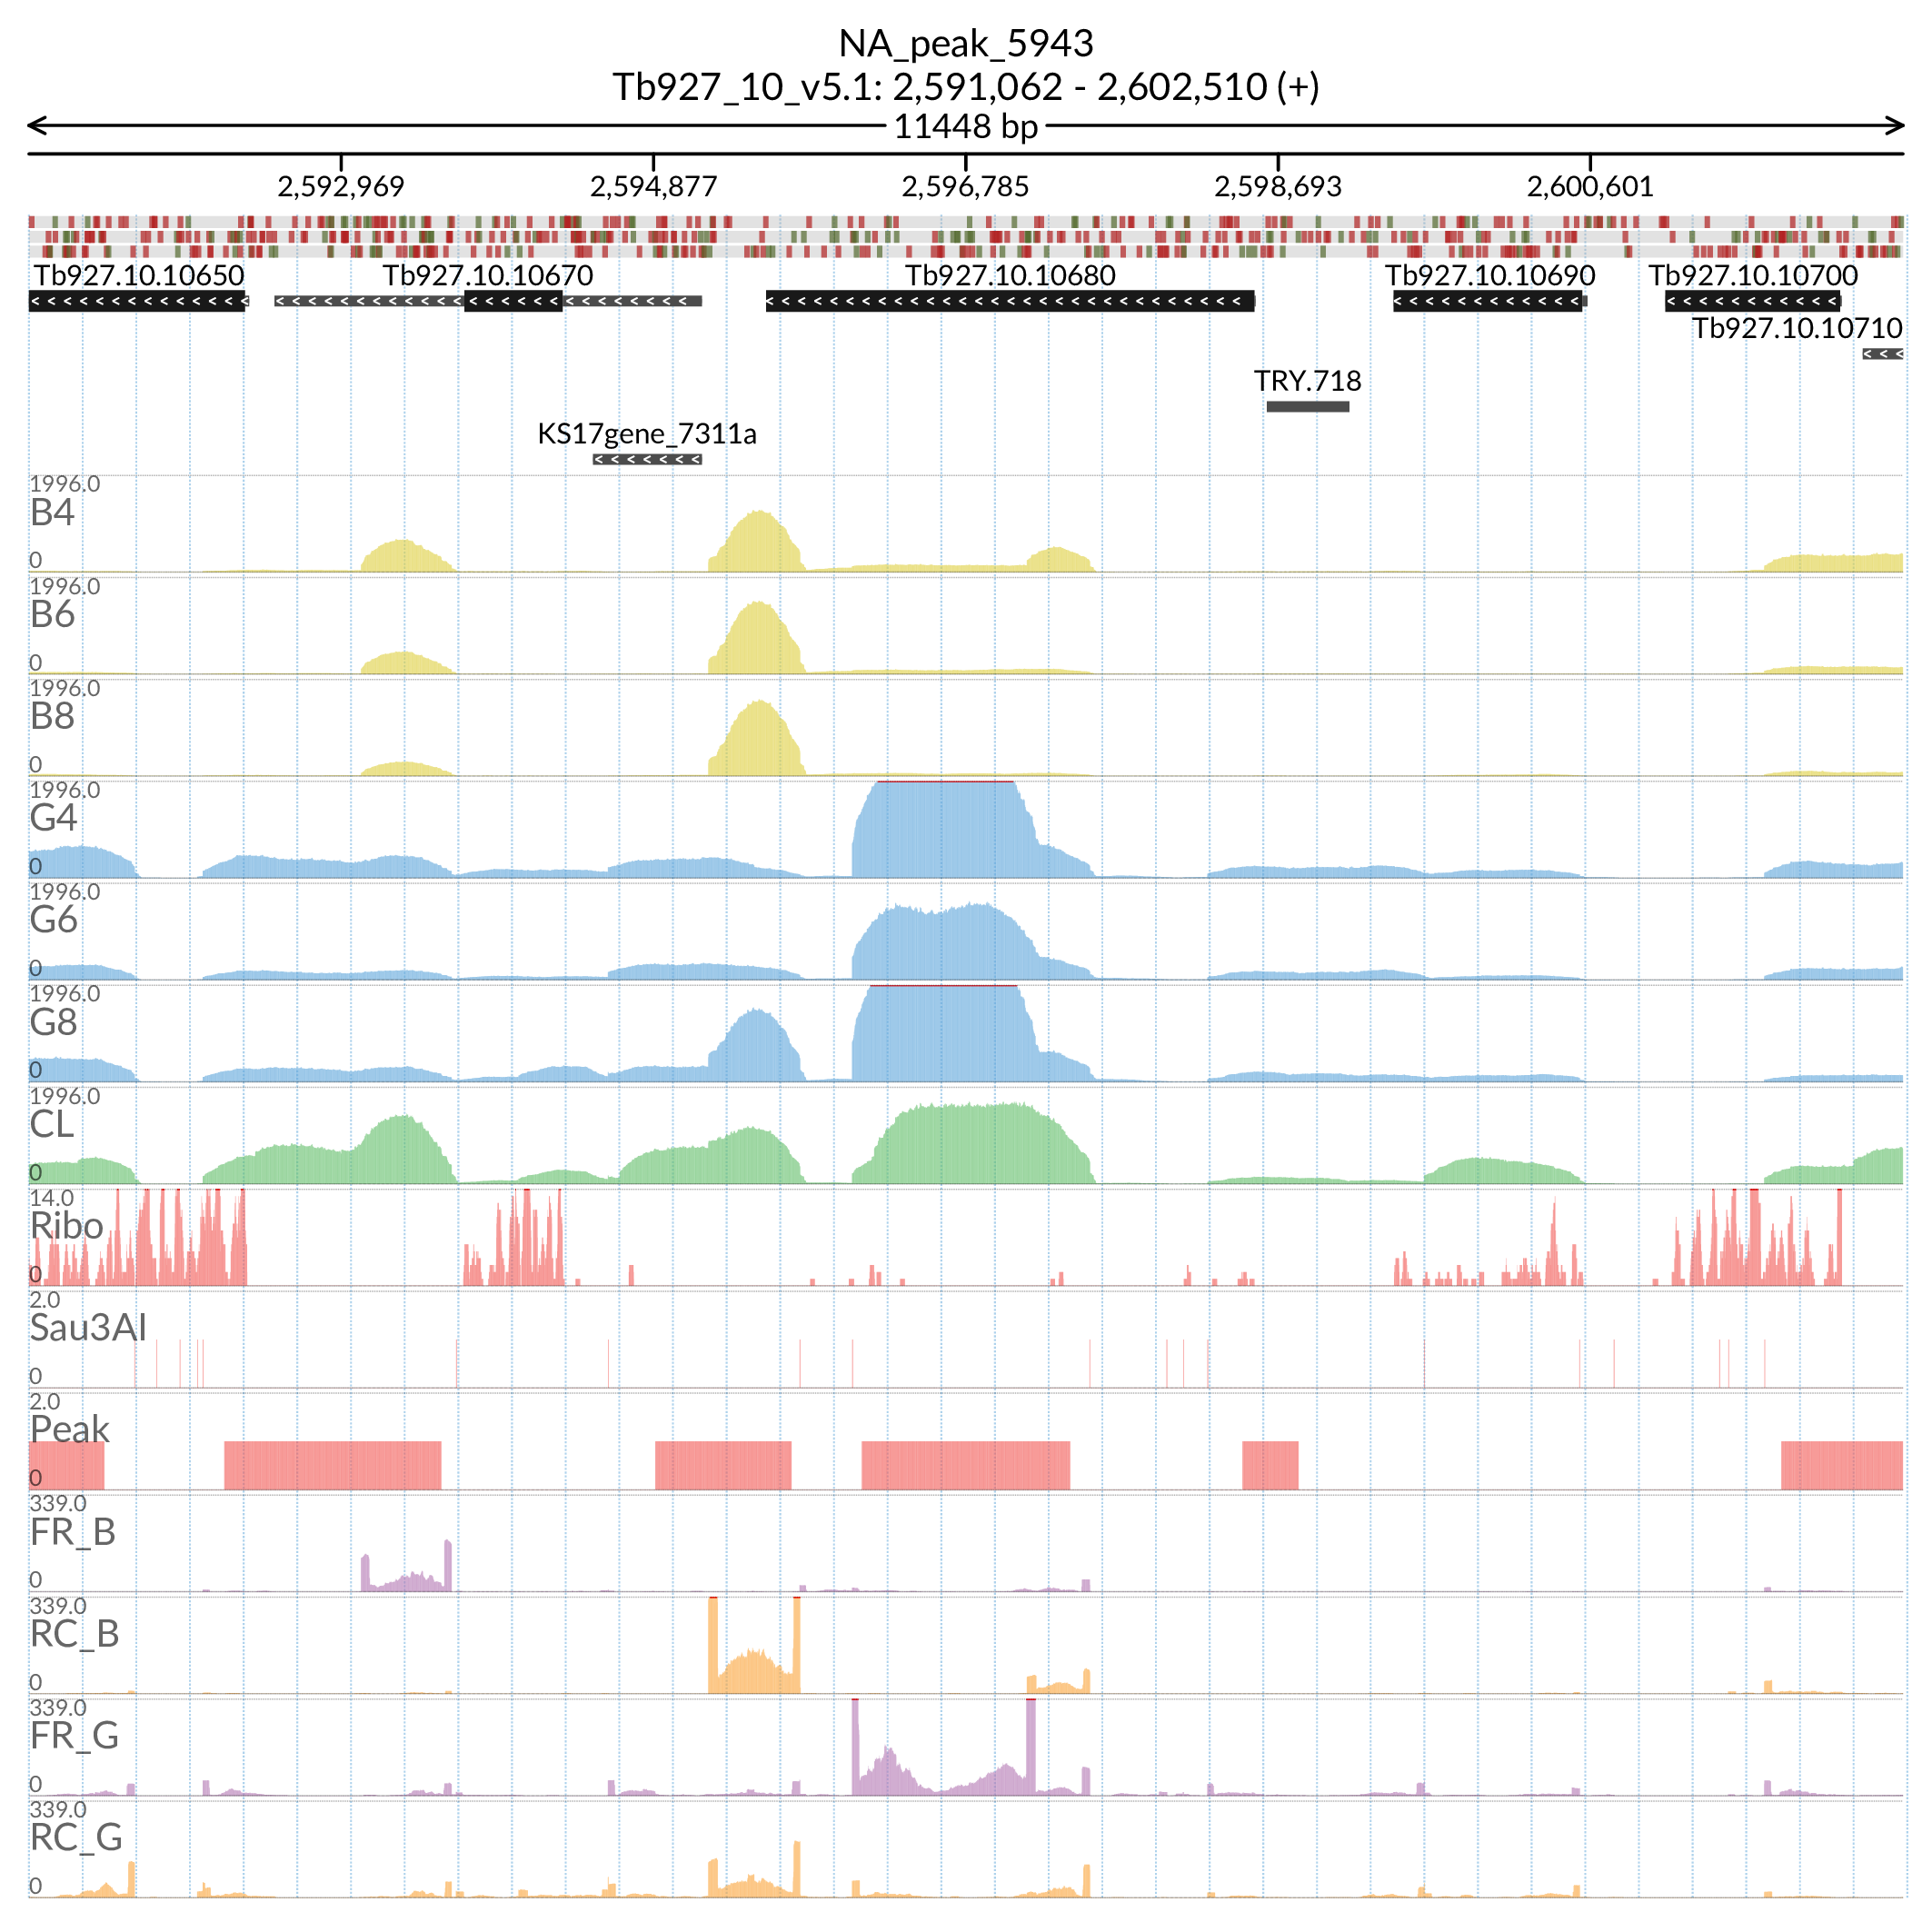 NA_peak_5943
Tb927_10_v5.1: 2,591,062 - 2,602,510 (+)
11448 bp
2,592,969 2,594,877 2,596,785 2,598,693 2,600,601
Tb927.10.10650 Tb927.10.10670 Tb927.10.10680 Tb927.10.10690 Tb927.10.10700
Tb927.10.10710
TRY.718
KS17gene_7311a
1996.0
B4
0
1996.0
B6
0
1996.0
B8
0
1996.0
G4
0
1996.0
G6
0
1996.0
G8
0
1996.0
CL
0
14.0
Ribo
0
2.0
Sau3AI
0
2.0
Peak
0
339.0
FR_B
0
339.0
RC_B
0
339.0
FR_G
0
339.0
RC_G
0